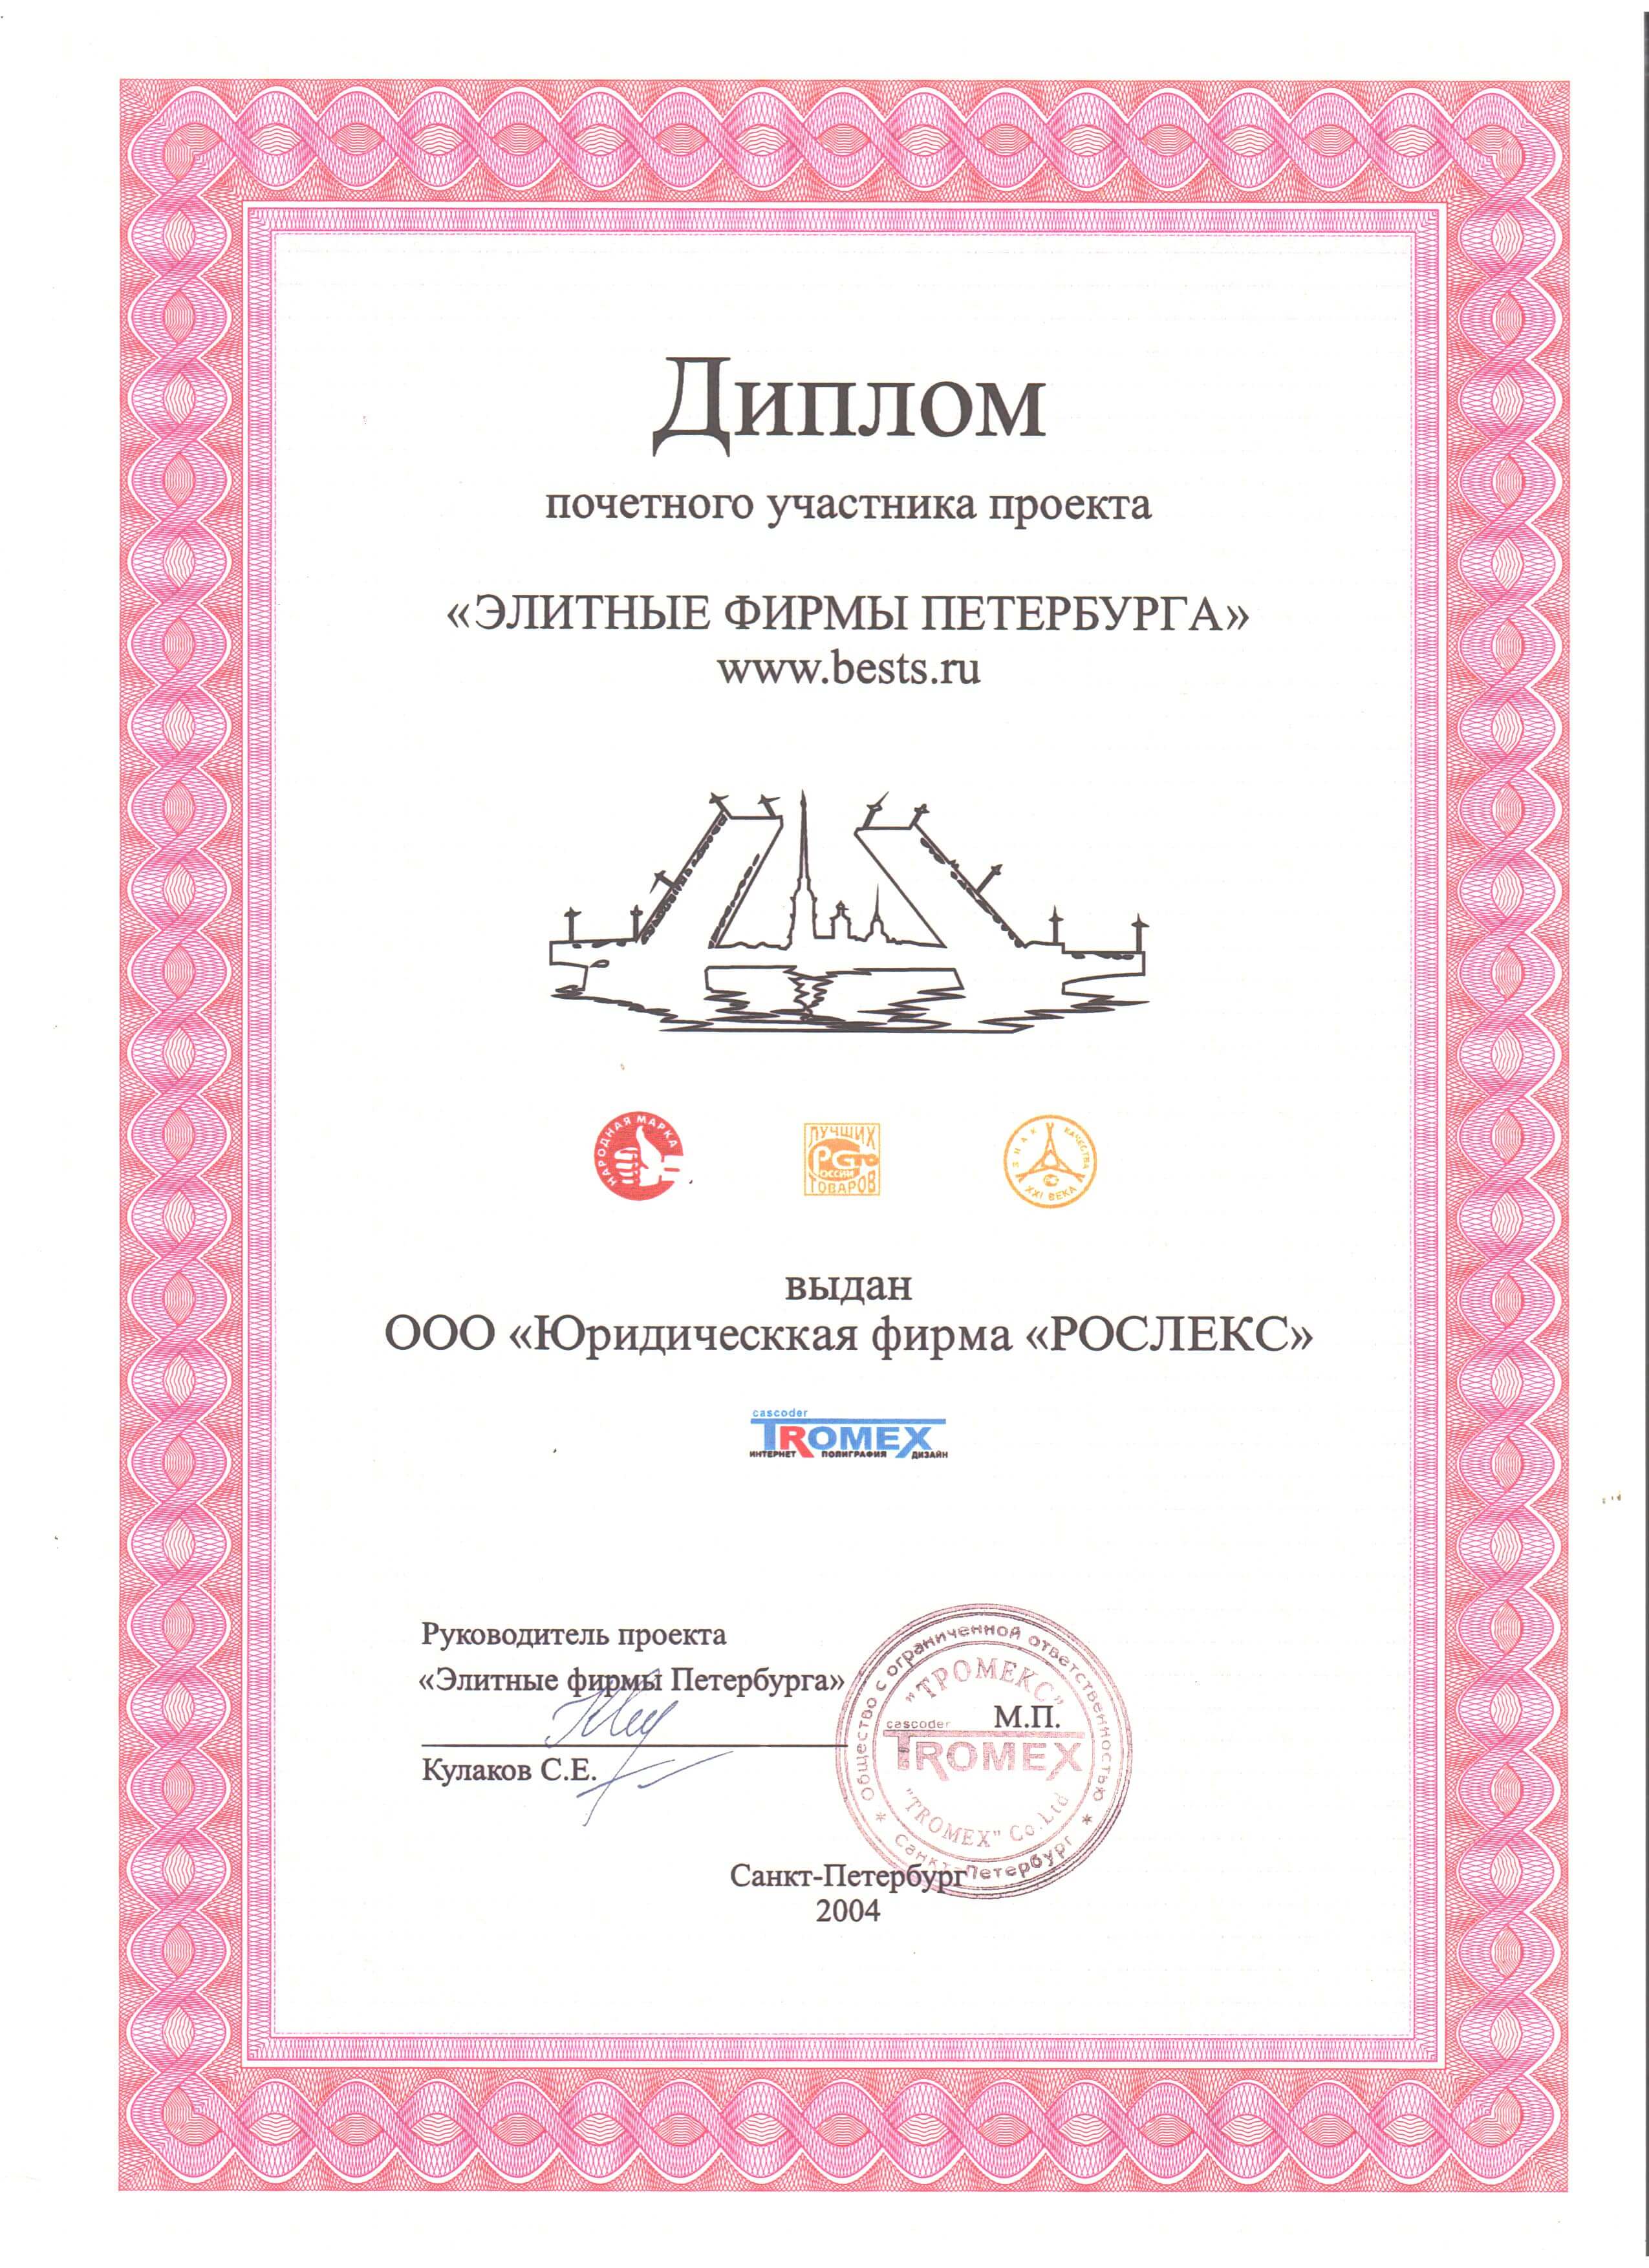 Диплом
почетного участника проекта
«ЭЛИТНЫЕ ФИРМЫ ПЕТЕРБУРГА»
www.bests.ru
НАРОДНАЯ МАРКА
ЛУЧШИХ
РСто
ОССИИ
ТОВАРОВ
ЗНАК КАЧЕСТВА
XXI ВЕКА
выдан
ООО «Юридическкая фирма «РОСЛЕКС»
cascoder
TROMEX
ИНТЕРНЕТ ПОЛИГРАФИЯ ДИЗАЙН
Руководитель проекта
«Элитные фирмы Петербурга»
Кулаков С.Е.
Общество с ограниченной ответственностью
"ТРОМЕКС"
М.П.
cascoder
TROMEX
"TROMEX" Co.Ltd
* Санкт-Петербург *
Санкт-Петербург
2004